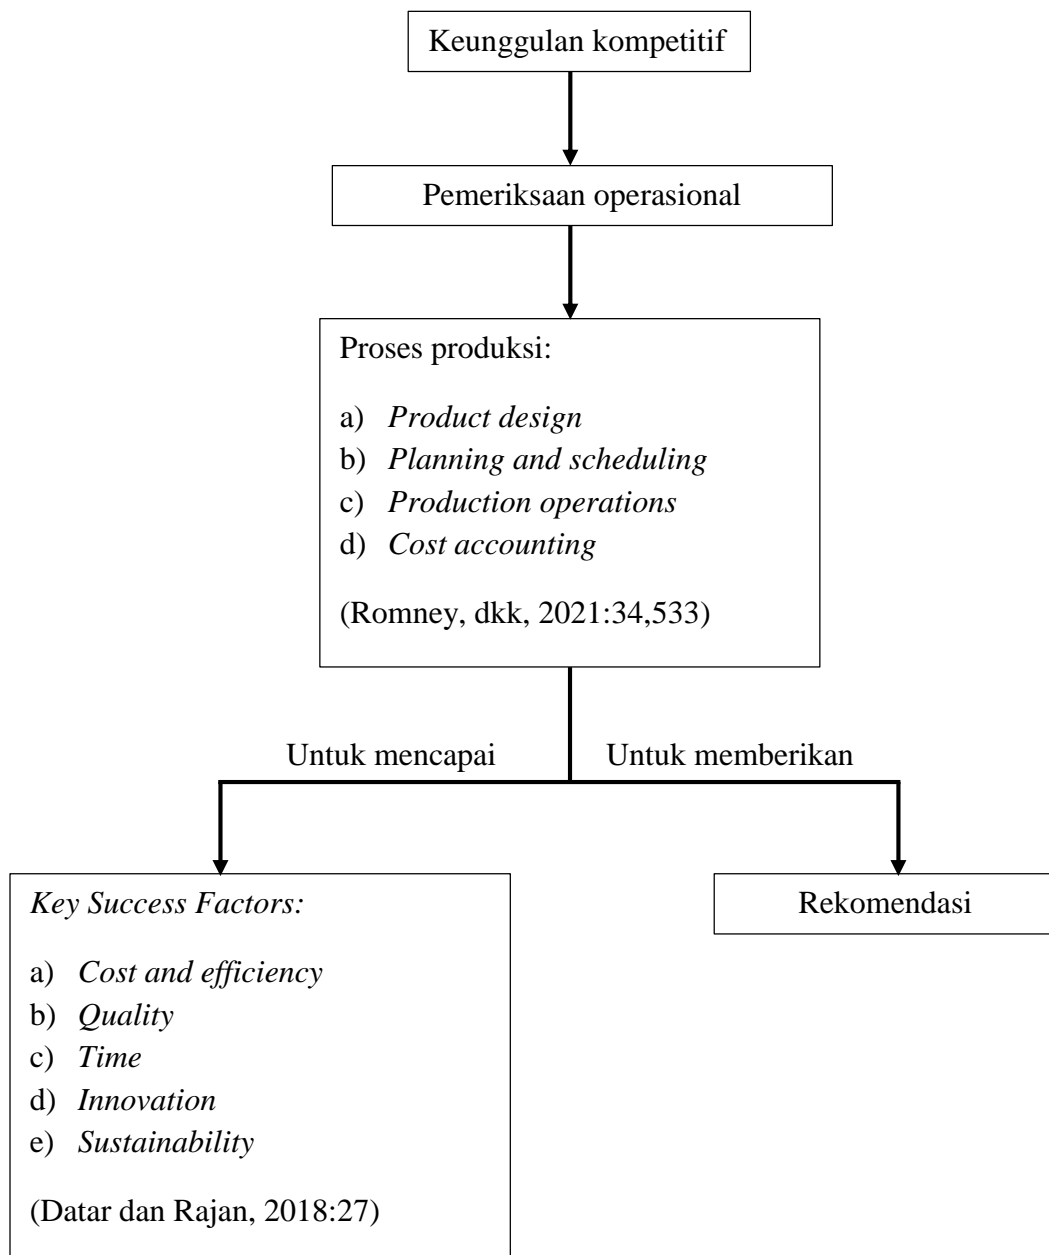 Keunggulan kompetitif
Pemeriksaan operasional
Proses produksi:
a) Product design
b) Planning and scheduling
c) Production operations
d) Cost accounting
(Romney, dkk, 2021:34,533)
Untuk mencapai
Untuk memberikan
Key Success Factors:
a) Cost and efficiency
b) Quality
c) Time
d) Innovation
e) Sustainability
(Datar dan Rajan, 2018:27)
Rekomendasi